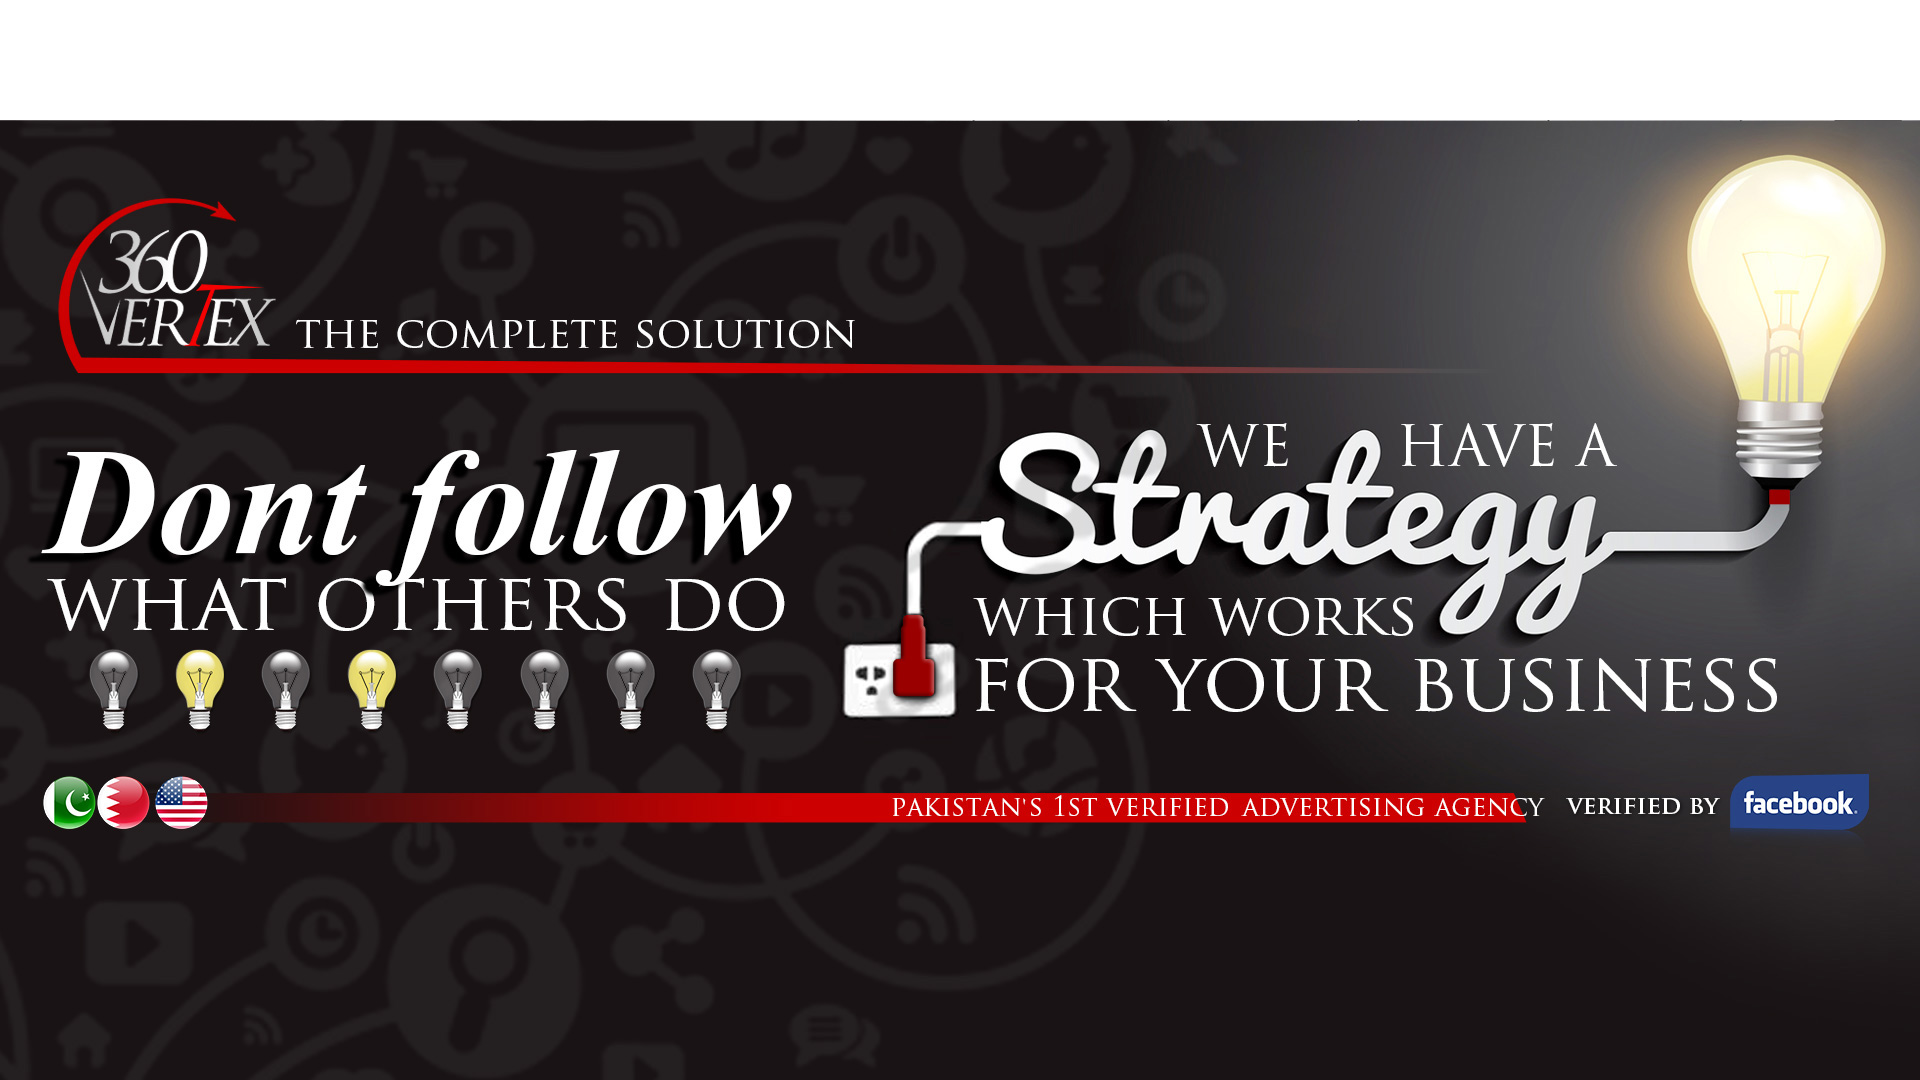 360
VERTEX
THE COMPLETE SOLUTION
Dont follow
WHAT OTHERS DO
WE HAVE A
Strategy
WHICH WORKS
FOR YOUR BUSINESS
PAKISTAN'S 1ST VERIFIED ADVERTISING AGENCY VERIFIED BY facebook.